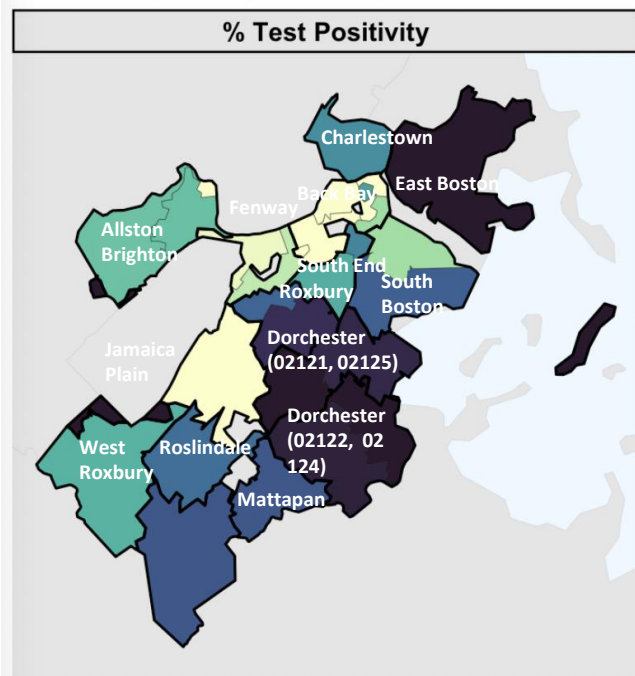 % Test Positivity
Charlestown
Back Bay
East Boston
Fenway
Allston
Brighton
South End
Roxbury
South
Boston
Jamaica
Plain
Dorchester
(02121, 02125)
Dorchester
(02122, 02
124)
West
Roxbury
Roslindale
Mattapan